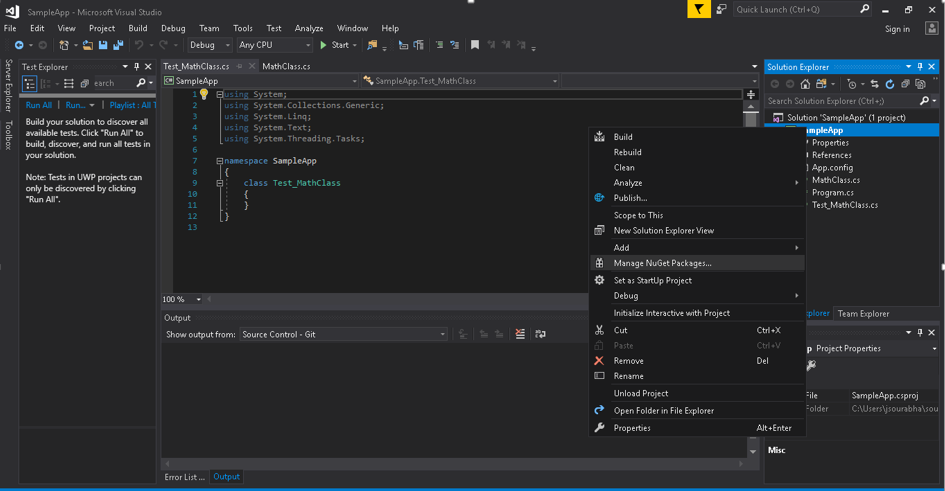 SampleApp - Microsoft Visual Studio
Quick Launch (Ctrl+Q)
File Edit View Project Build Debug Team Tools Test Analyze Window Help
Sign in
Debug Any CPU Start
Server Explorer
Toolbox
Test Explorer
earch
Run All Run... Playlist : All T
Build your solution to discover all
available tests. Click "Run All" to
build, discover, and run all tests in
your solution.
Note: Tests in UWP projects can
only be discovered by clicking
"Run All".
Test_MathClass.cs MathClass.cs
SampleApp SampleApp.Test_MathClass
1 using System;
2 using System.Collections.Generic;
3 using System.Linq;
4 using System.Text;
5 using System.Threading.Tasks;
6
7 namespace SampleApp
8 {
9 class Test_MathClass
10 {
11 }
12 }
13
100 %
Output
Show output from: Source Control - Git
Error List ... Output
Build
Rebuild
Clean
Analyze
Publish...
Scope to This
New Solution Explorer View
Add
Manage NuGet Packages...
Set as StartUp Project
Debug
Initialize Interactive with Project
Cut Ctrl+X
Paste Ctrl+V
Remove Del
Rename
Unload Project
Open Folder in File Explorer
Properties Alt+Enter
Solution Explorer
Search Solution Explorer (Ctrl+;)
Solution 'SampleApp' (1 project)
ampleApp
Properties
References
App.config
MathClass.cs
Program.cs
Test_MathClass.cs
plorer Team Explorer
p Project Properties
File SampleApp.csproj
Folder C:\Users\jsourabha\sou
Misc